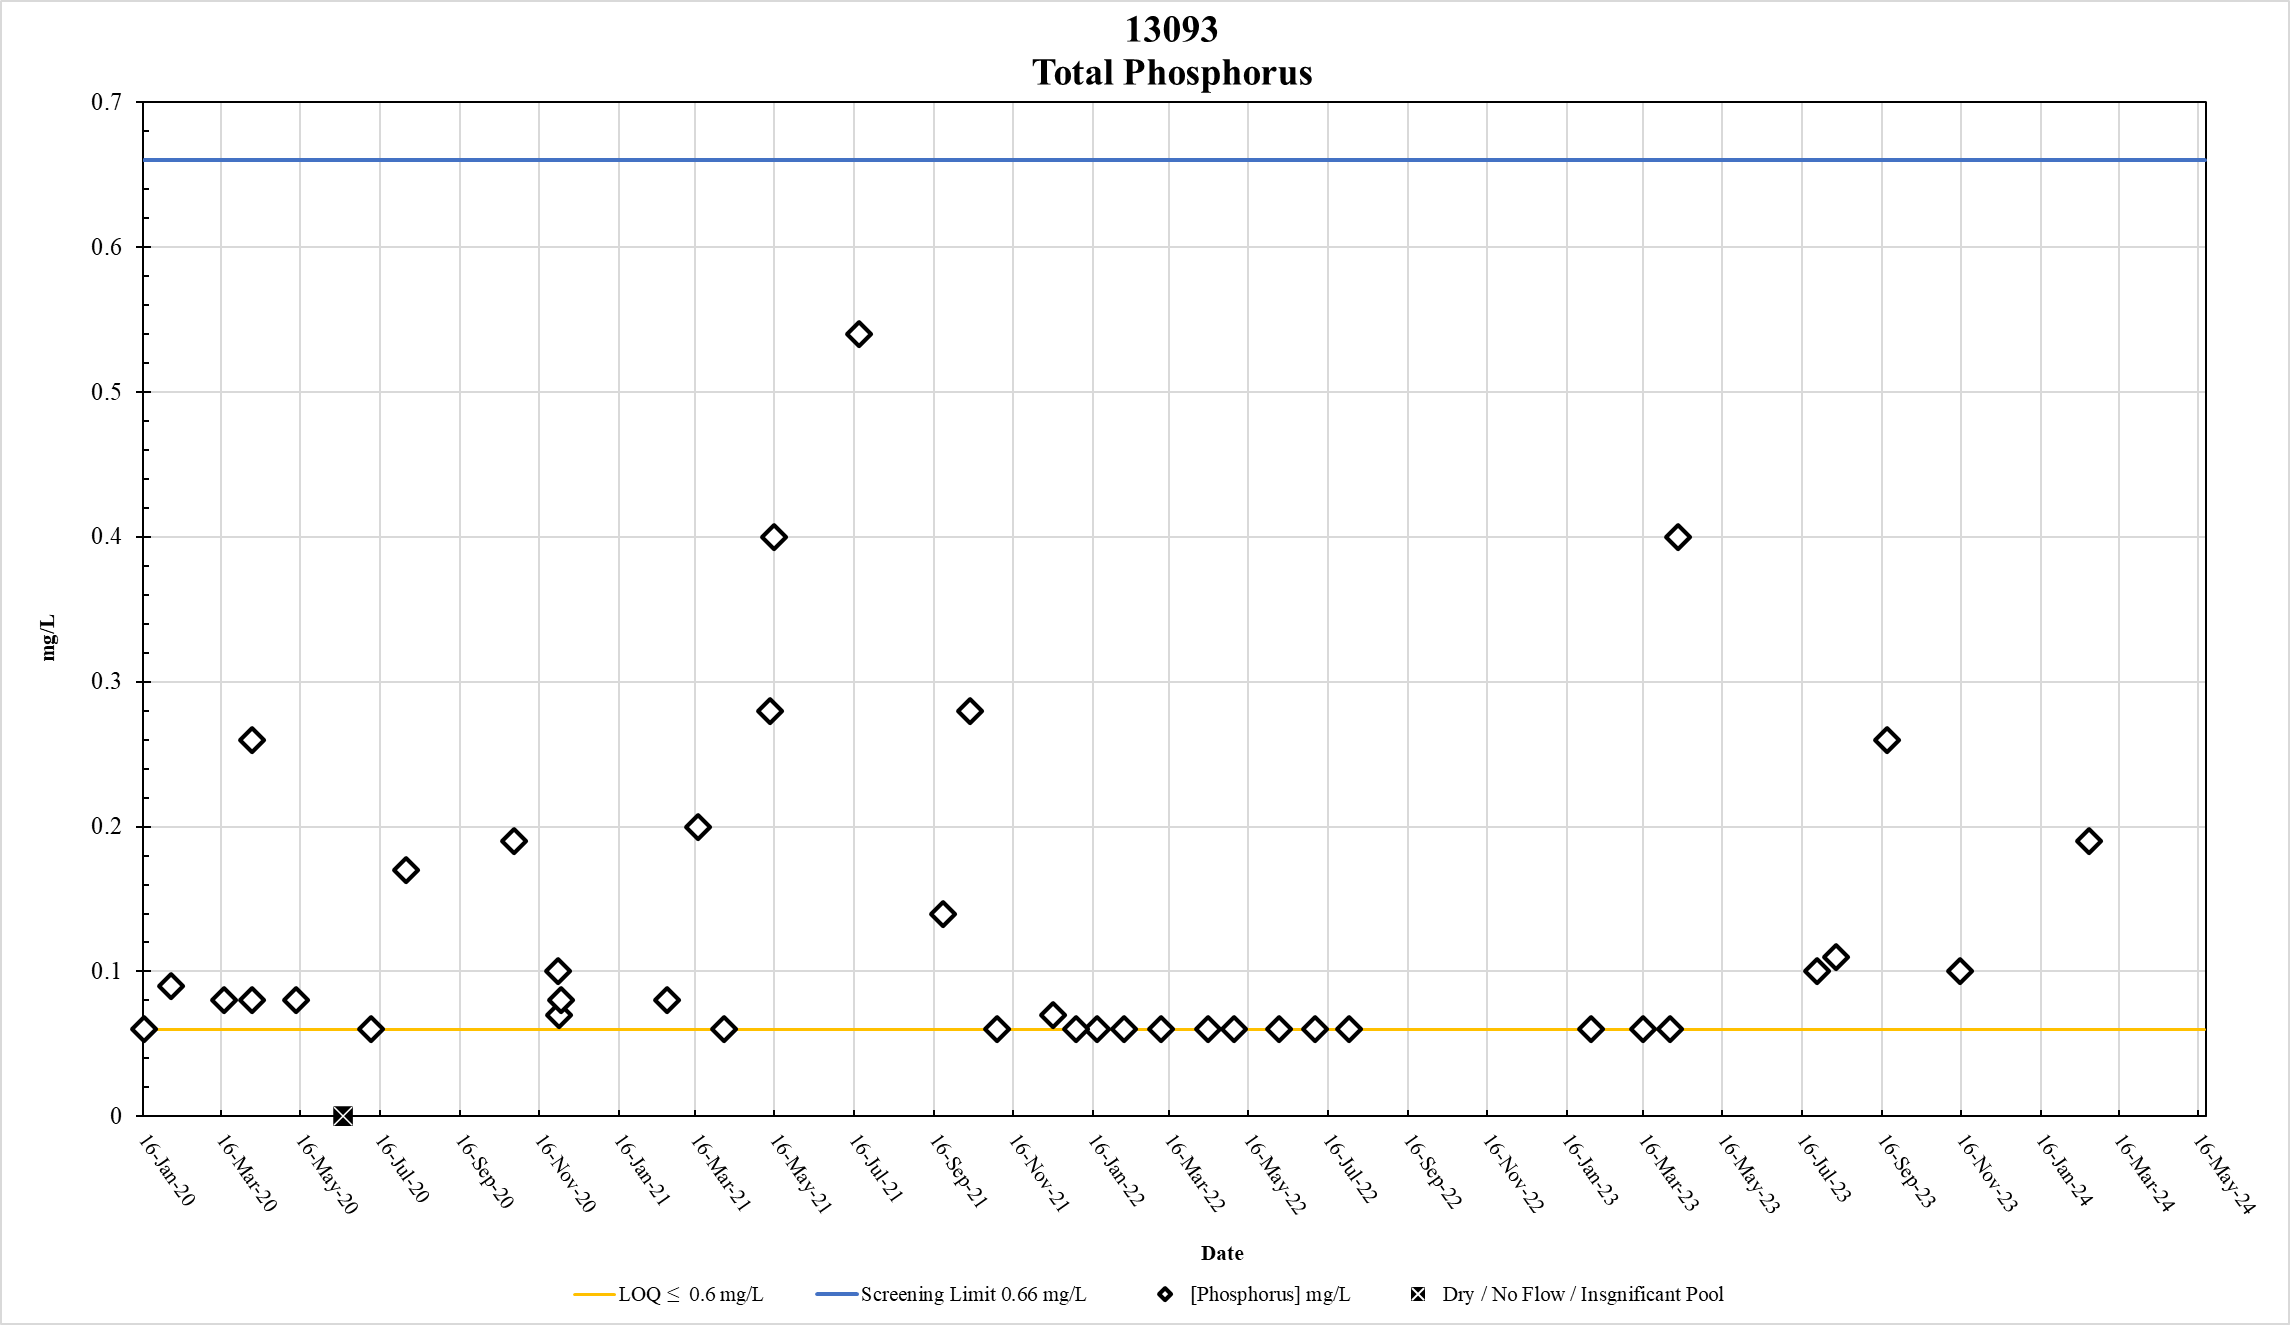 13093
Total Phosphorus
0.7
0.6
0.5
0.4
0.3
0.2
0.1
0
mg/L
16-Jan-20
16-Mar-20
16-May-20
16-Jul-20
16-Sep-20
16-Nov-20
16-Jan-21
16-Mar-21
16-May-21
16-Jul-21
16-Sep-21
16-Nov-21
16-Jan-22
16-Mar-22
16-May-22
16-Jul-22
16-Sep-22
16-Nov-22
16-Jan-23
16-Mar-23
16-May-23
16-Jul-23
16-Sep-23
16-Nov-23
16-Jan-24
16-Mar-24
16-May-24
Date
LOQ ≤ 0.6 mg/L
Screening Limit 0.66 mg/L
[Phosphorus] mg/L
Dry / No Flow / Insgnificant Pool